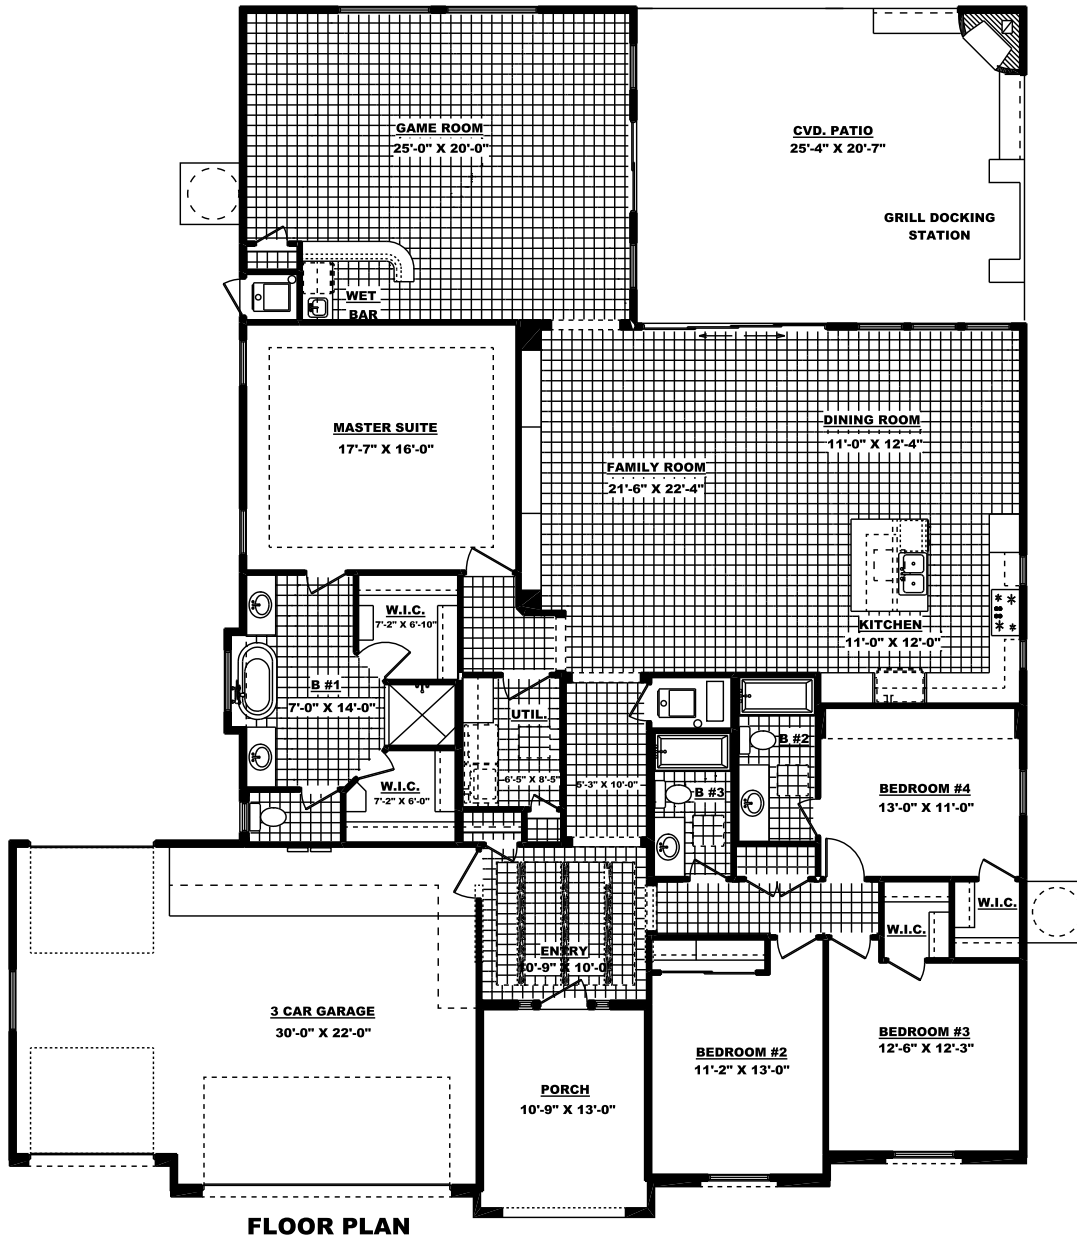 GAME ROOM
25'-0" X 20'-0"
CVD. PATIO
25'-4" X 20'-7"
GRILL DOCKING
STATION
WET
BAR
MASTER SUITE
17'-7" X 16'-0"
DINING ROOM
11'-0" X 12'-4"
FAMILY ROOM
21'-6" X 22'-4"
KITCHEN
11'-0" X 12'-0"
W.I.C.
7'-2" X 6'-10"
B #1
7'-0" X 14'-0"
UTIL.
6'-5" X 8'-5"
5'-3" X 10'-0"
B #2
B #3
W.I.C.
7'-2" X 6'-0"
BEDROOM #4
13'-0" X 11'-0"
W.I.C.
W.I.C.
ENTRY
10'-9" X 10'-0"
3 CAR GARAGE
30'-0" X 22'-0"
BEDROOM #2
11'-2" X 13'-0"
BEDROOM #3
12'-6" X 12'-3"
PORCH
10'-9" X 13'-0"
FLOOR PLAN